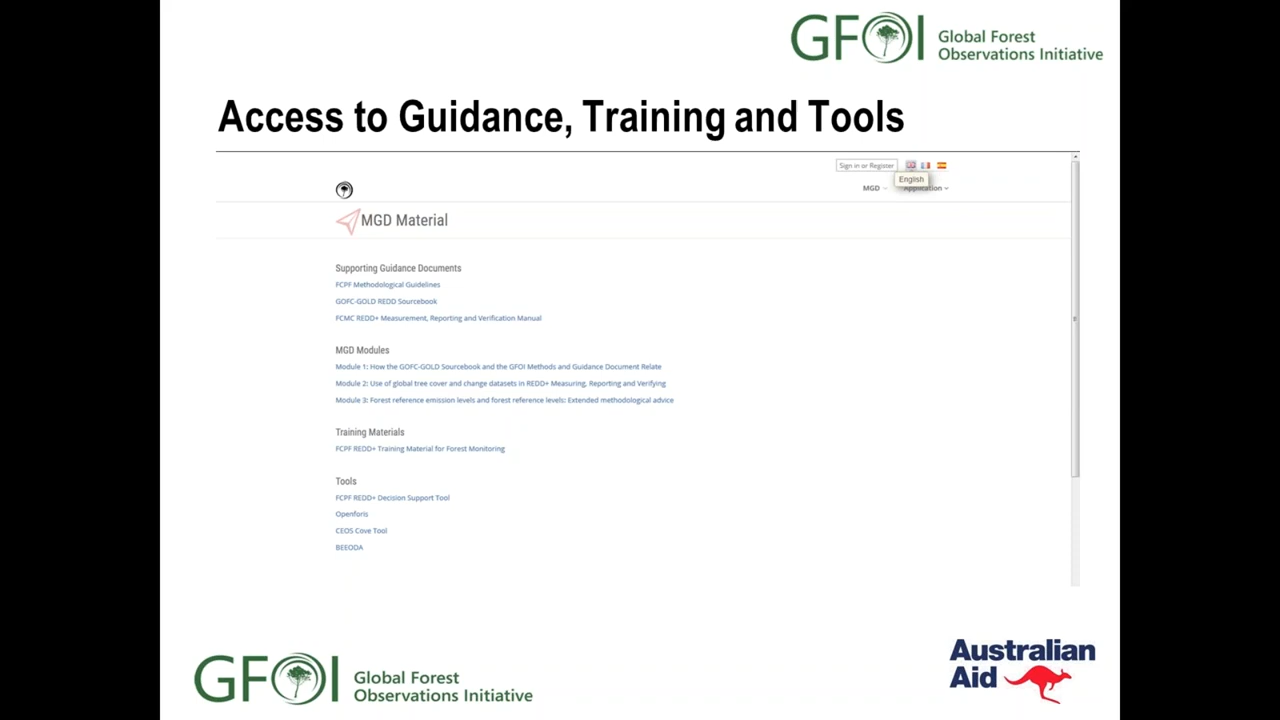 GFOI Global Forest
Observations Initiative
Access to Guidance, Training and Tools
Sign in or Register
English
MGD
Application
MGD Material
Supporting Guidance Documents
FCPF Methodological Guidelines
GOFC-GOLD REDD Sourcebook
FCMC REDD+ Measurement, Reporting and Verification Manual
MGD Modules
Module 1: How the GOFC-GOLD Sourcebook and the GFOI Methods and Guidance Document Relate
Module 2: Use of global tree cover and change datasets in REDD+ Measuring, Reporting and Verifying
Module 3: Forest reference emission levels and forest reference levels: Extended methodological advice
Training Materials
FCPF REDD+ Training Material for Forest Monitoring
Tools
FCPF REDD+ Decision Support Tool
Openforis
CEOS Cove Tool
BEEODA
GFOI Global Forest
Observations Initiative
Australian
Aid